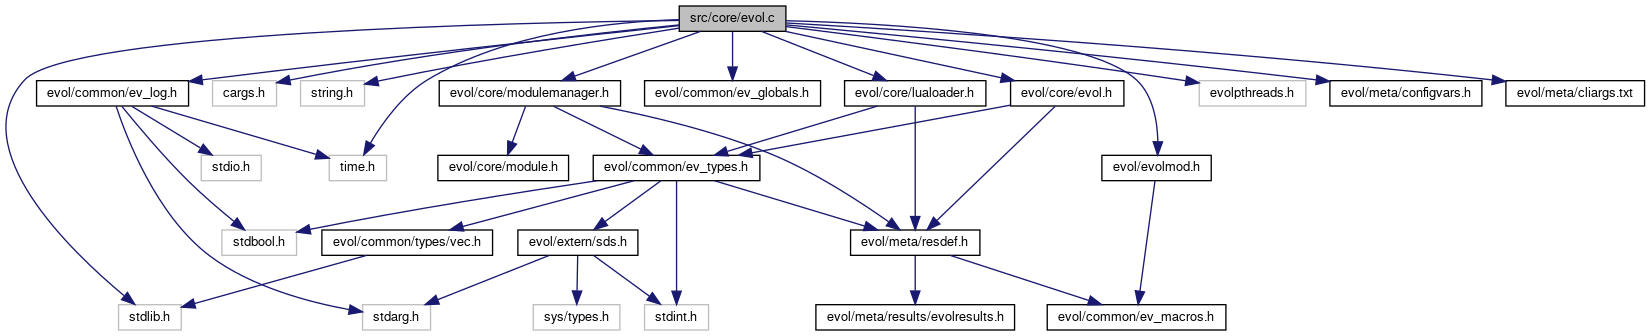 src/core/evol.c
evol/common/ev_log.h
cargs.h
string.h
evol/core/modulemanager.h
evol/common/ev_globals.h
evol/core/lualoader.h
evol/core/evol.h
evolpthreads.h
evol/meta/configvars.h
evol/meta/cliargs.txt
stdio.h
time.h
evol/core/module.h
evol/common/ev_types.h
evol/evolmod.h
stdbool.h
evol/common/types/vec.h
evol/extern/sds.h
evol/meta/resdef.h
stdlib.h
stdarg.h
sys/types.h
stdint.h
evol/meta/results/evolresults.h
evol/common/ev_macros.h